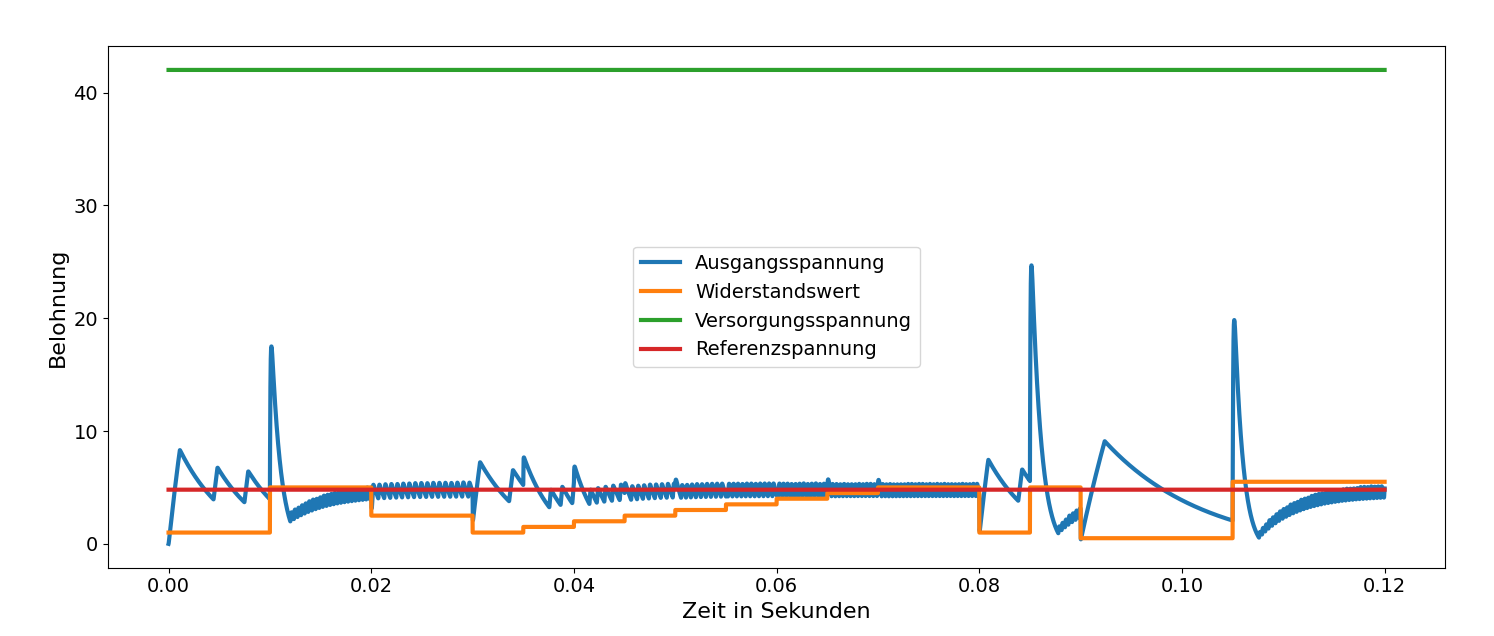 Belohnung
40
30
20
10
0
Ausgangsspannung
Widerstandswert
Versorgungsspannung
Referenzspannung
0.00 0.02 0.04 0.06 0.08 0.10 0.12
Zeit in Sekunden